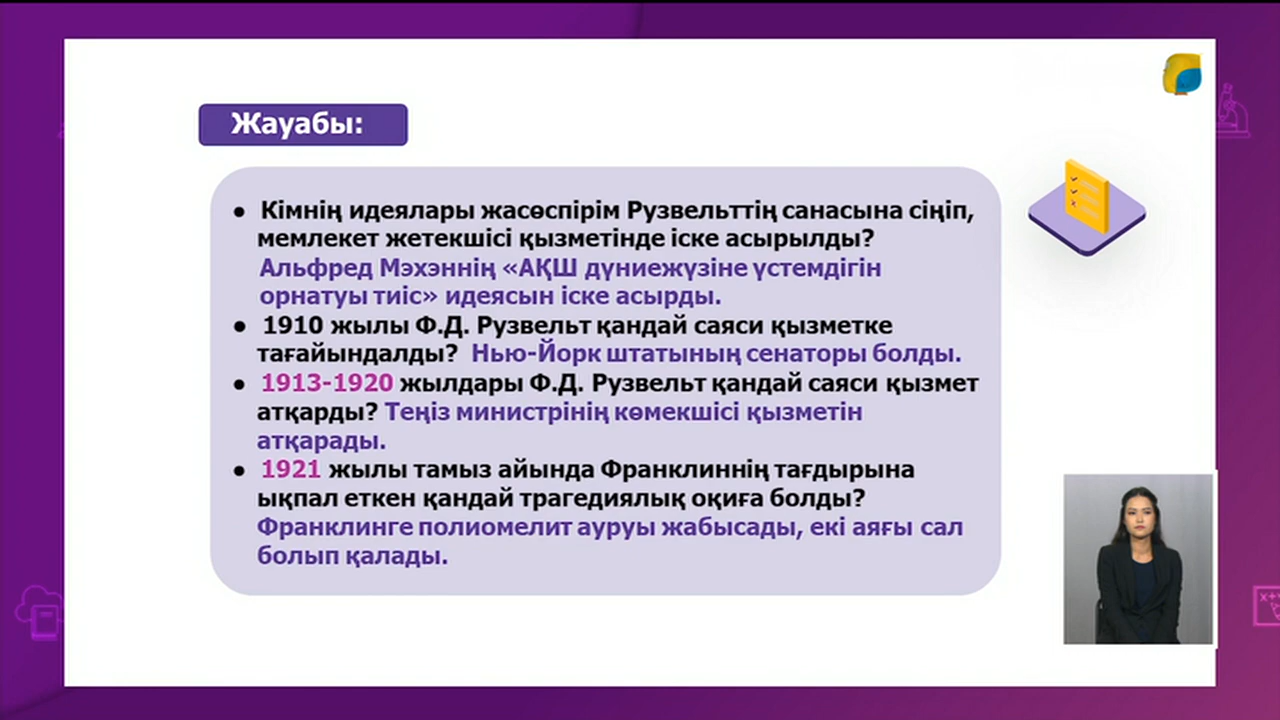 Жауабы:
● Кімнің идеялары жасөспірім Рузвельттің санасына сіңіп,
мемлекет жетекшісі қызметінде іске асырылды?
Альфред Мэхэннің «АҚШ дүниежүзіне үстемдігін
орнатуы тиіс» идеясын іске асырды.
● 1910 жылы Ф.Д. Рузвельт қандай саяси қызметке
тағайындалды? Нью-Йорк штатының сенаторы болды.
● 1913-1920 жылдары Ф.Д. Рузвельт қандай саяси қызмет
атқарды? Теңіз министрінің көмекшісі қызметін
атқарады.
● 1921 жылы тамыз айында Франклиннің тағдырына
ықпал еткен қандай трагедиялық оқиға болды?
Франклинге полиомелит ауруы жабысады, екі аяғы сал
болып қалады.